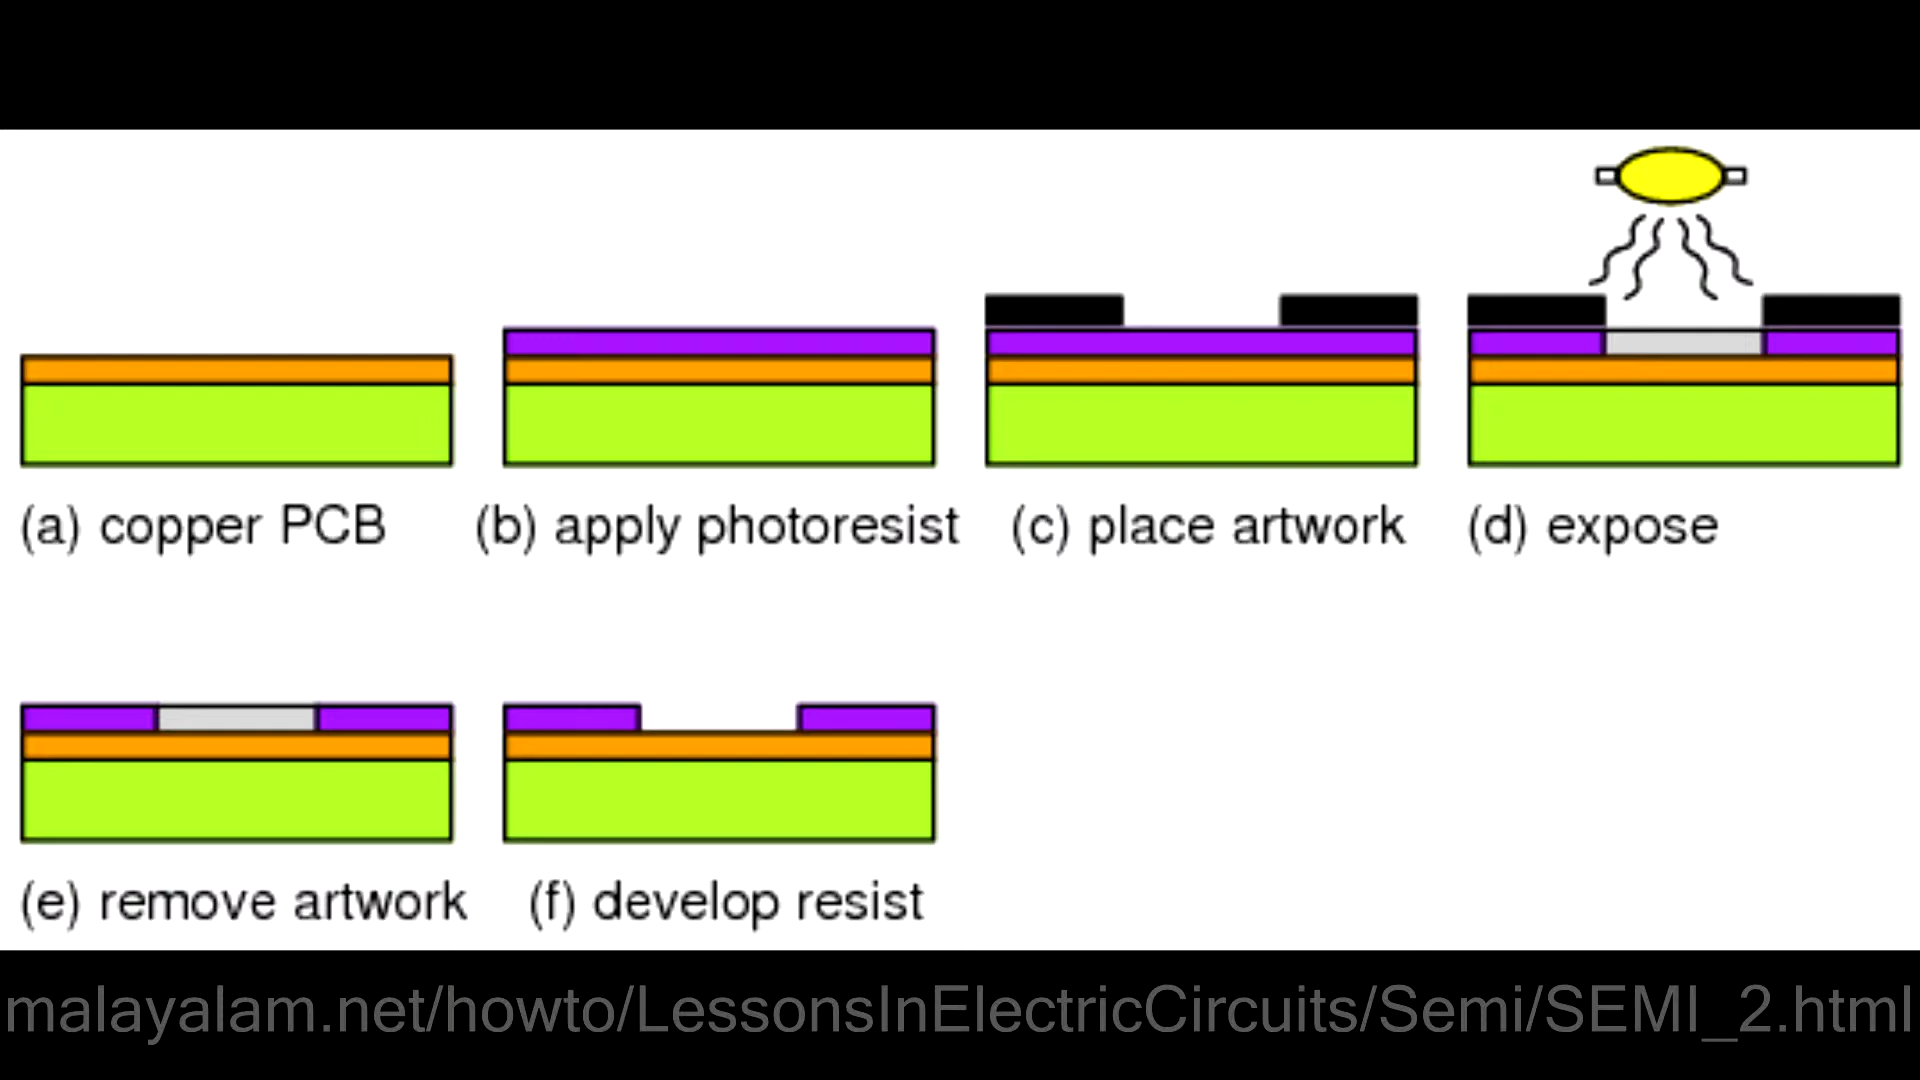 (a) copper PCB
(b) apply photoresist
(c) place artwork
(d) expose
(e) remove artwork
(f) develop resist
malayalam.net/howto/LessonsInElectricCircuits/Semi/SEMI_2.html